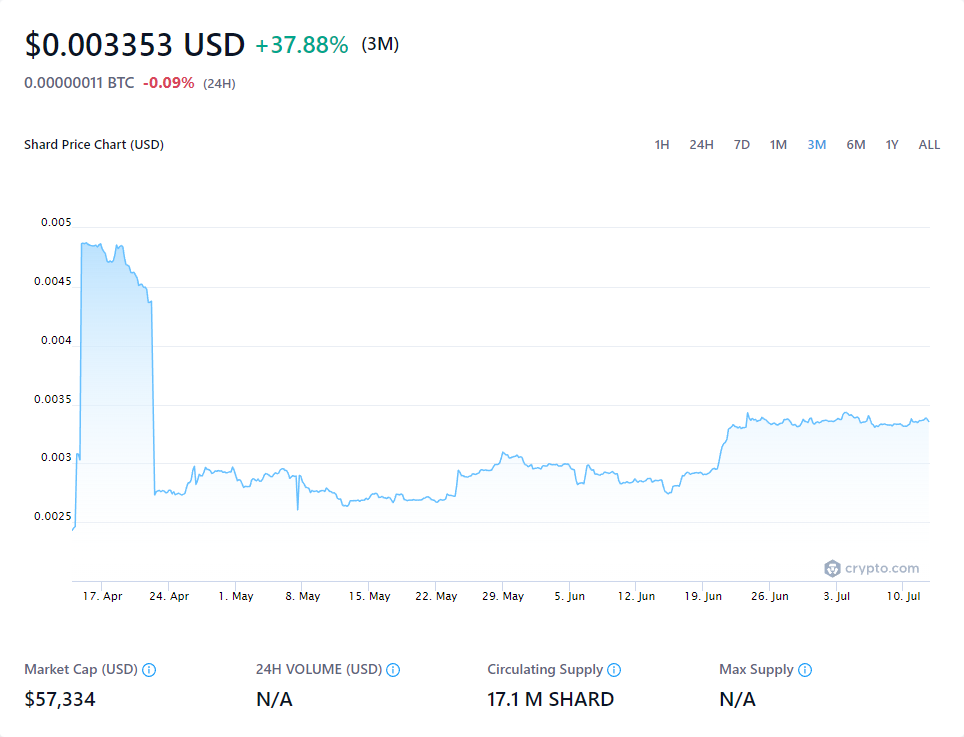 $0.003353 USD +37.88% (3M)
0.00000011 BTC -0.09% (24H)
Shard Price Chart (USD) 1H 24H 7D 1M 3M 6M 1Y ALL
0.005
0.0045
0.004
0.0035
0.003
0.0025
crypto.com
17. Apr 24. Apr 1. May 8. May 15. May 22. May 29. May 5. Jun 12. Jun 19. Jun 26. Jun 3. Jul 10. Jul
Market Cap (USD) 24H VOLUME (USD) Circulating Supply Max Supply
$57,334 N/A 17.1 M SHARD N/A